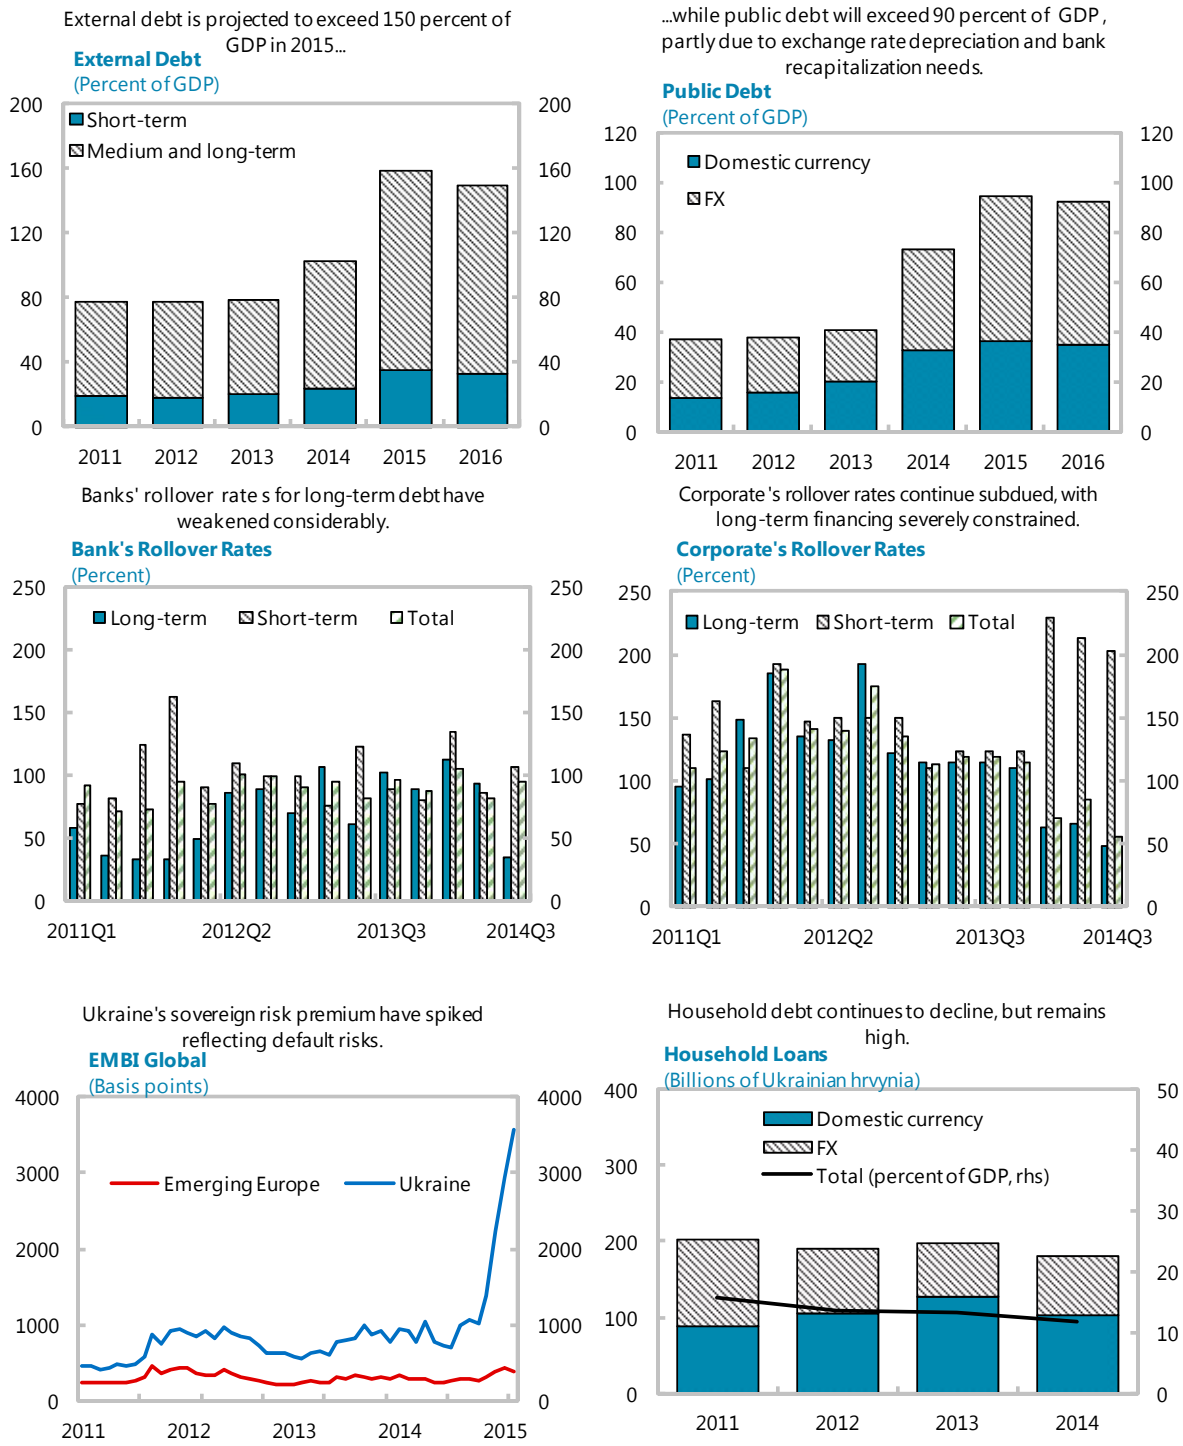 External debt is projected to exceed 150 percent of
GDP in 2015...
External Debt
(Percent of GDP)
200
160
120
80
40
0
200
160
120
80
40
0
Short-term
Medium and long-term
2011 2012 2013 2014 2015 2016
...while public debt will exceed 90 percent of GDP,
partly due to exchange rate depreciation and bank
recapitalization needs.
Public Debt
(Percent of GDP)
120
100
80
60
40
20
0
120
100
80
60
40
20
0
Domestic currency
FX
2011 2012 2013 2014 2015 2016
Banks' rollover rate s for long-term debt have
weakened considerably.
Bank's Rollover Rates
(Percent)
250
200
150
100
50
0
250
200
150
100
50
0
Long-term Short-term Total
2011Q1 2012Q2 2013Q3 2014Q3
Corporate's rollover rates continue subdued, with
long-term financing severely constrained.
Corporate's Rollover Rates
(Percent)
250
200
150
100
50
0
250
200
150
100
50
0
Long-term Short-term Total
2011Q1 2012Q2 2013Q3 2014Q3
Ukraine's sovereign risk premium have spiked
reflecting default risks.
EMBI Global
(Basis points)
4000
3000
2000
1000
0
4000
3000
2000
1000
0
Emerging Europe Ukraine
2011 2012 2013 2014 2015
Household debt continues to decline, but remains
high.
Household Loans
(Billions of Ukrainian hrvynia)
400
300
200
100
0
50
40
30
20
10
0
Domestic currency
FX
Total (percent of GDP, rhs)
2011 2012 2013 2014